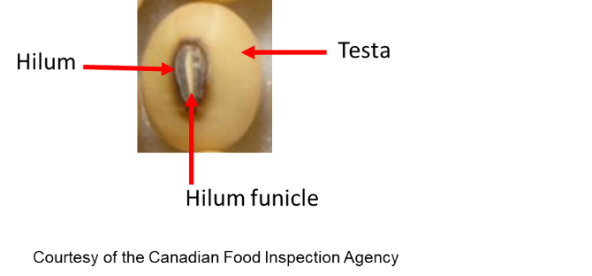 Testa
Hilum
Hilum funicle
Courtesy of the Canadian Food Inspection Agency